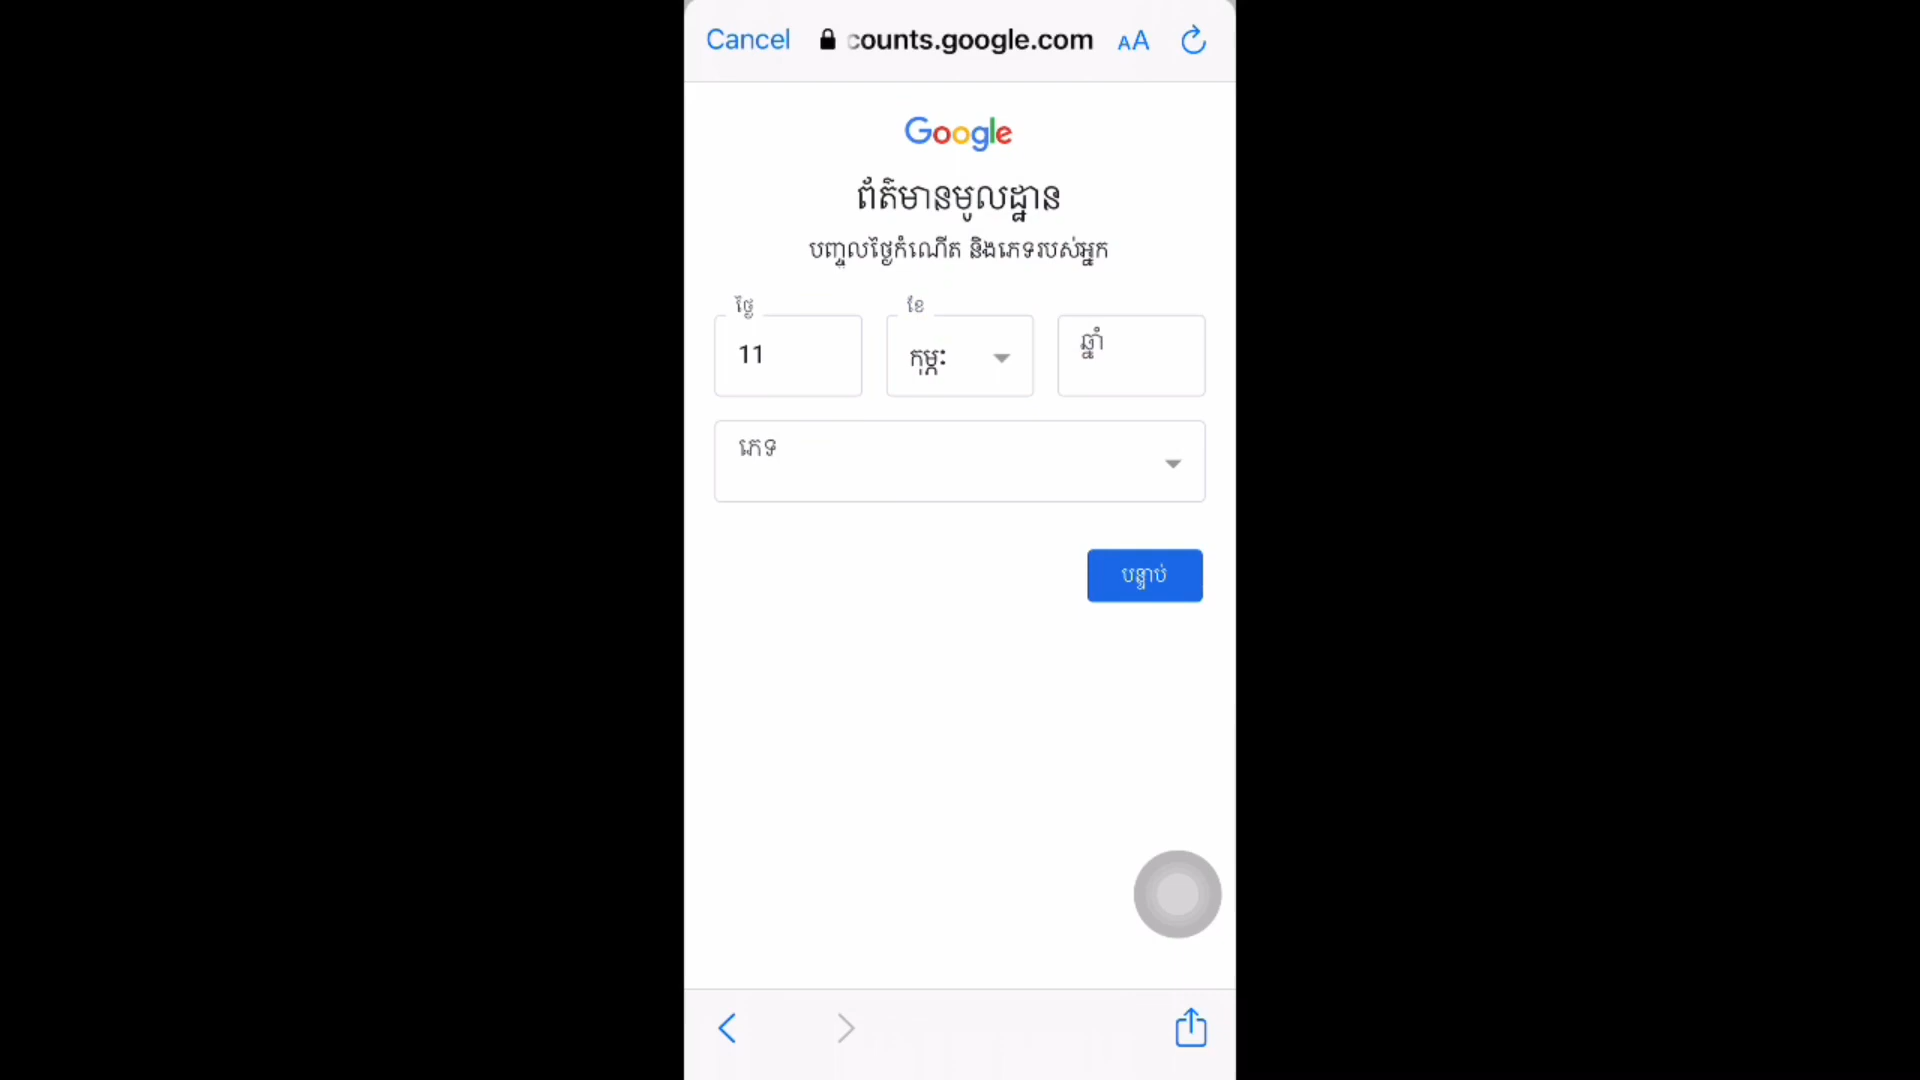 Cancel counts.google.com AA
Google
ព័ត៌មានមូលដ្ឋាន
បញ្ចូលថ្ងៃកំណើត និងភេទរបស់អ្នក
ថ្ងៃ ខែ
11 កុម្ភៈ ឆ្នាំ
ភេទ
បន្ទាប់